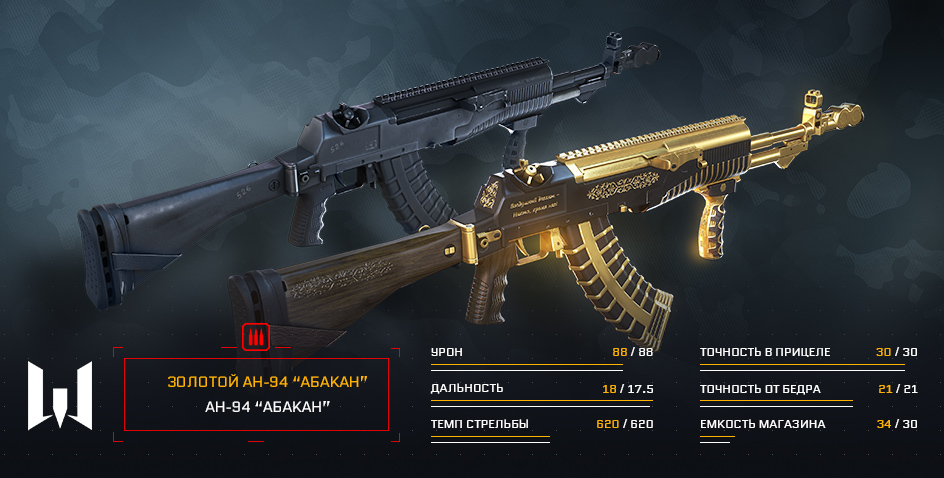 ЗОЛОТОЙ АН-94 “АБАКАН”
АН-94 “АБАКАН”
УРОН 88 / 88
ДАЛЬНОСТЬ 18 / 17.5
ТЕМП СТРЕЛЬБЫ 620 / 620
ТОЧНОСТЬ В ПРИЦЕЛЕ 30 / 30
ТОЧНОСТЬ ОТ БЕДРА 21 / 21
ЕМКОСТЬ МАГАЗИНА 34 / 30